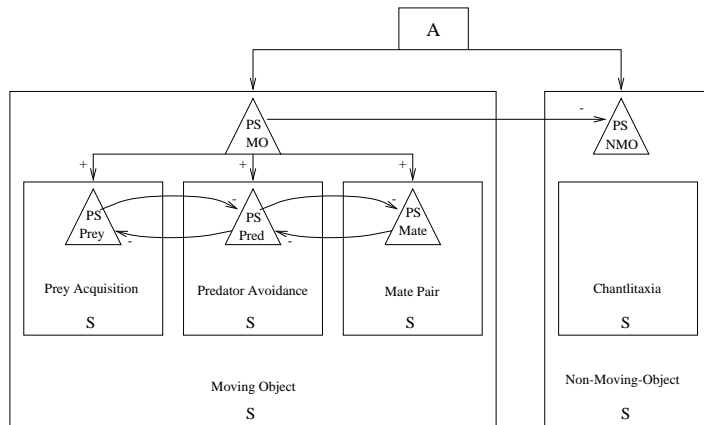 A
PS
MO
-
PS
NMO
+
+
+
PS
Prey
-
-
PS
Pred
-
-
PS
Mate
Prey Acquisition
S
Predator Avoidance
S
Mate Pair
S
Chantlitaxia
S
Moving Object
S
Non-Moving-Object
S